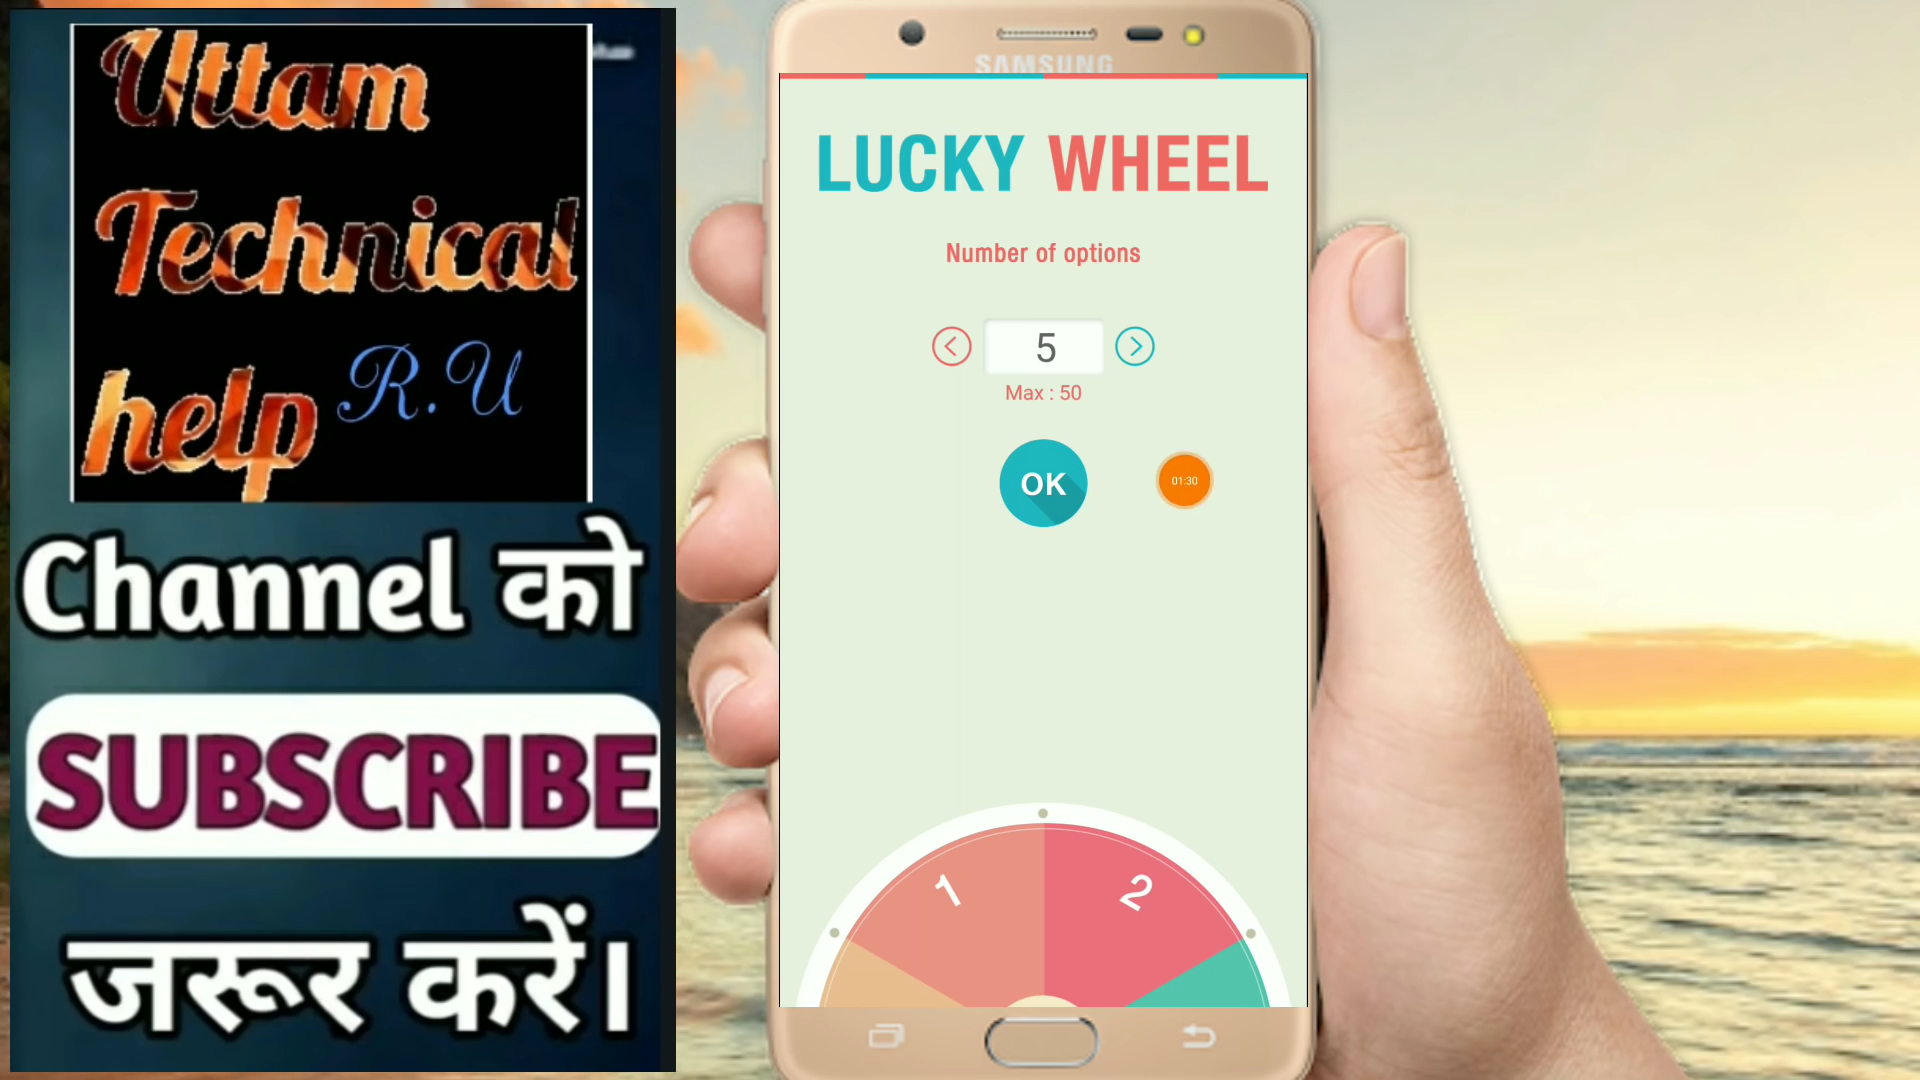 Uttam
Technical
help R.U
Channel को
SUBSCRIBE
जरूर करें।
SAMSUNG
LUCKY WHEEL
Number of options
5
Max : 50
OK
01:30
1
2